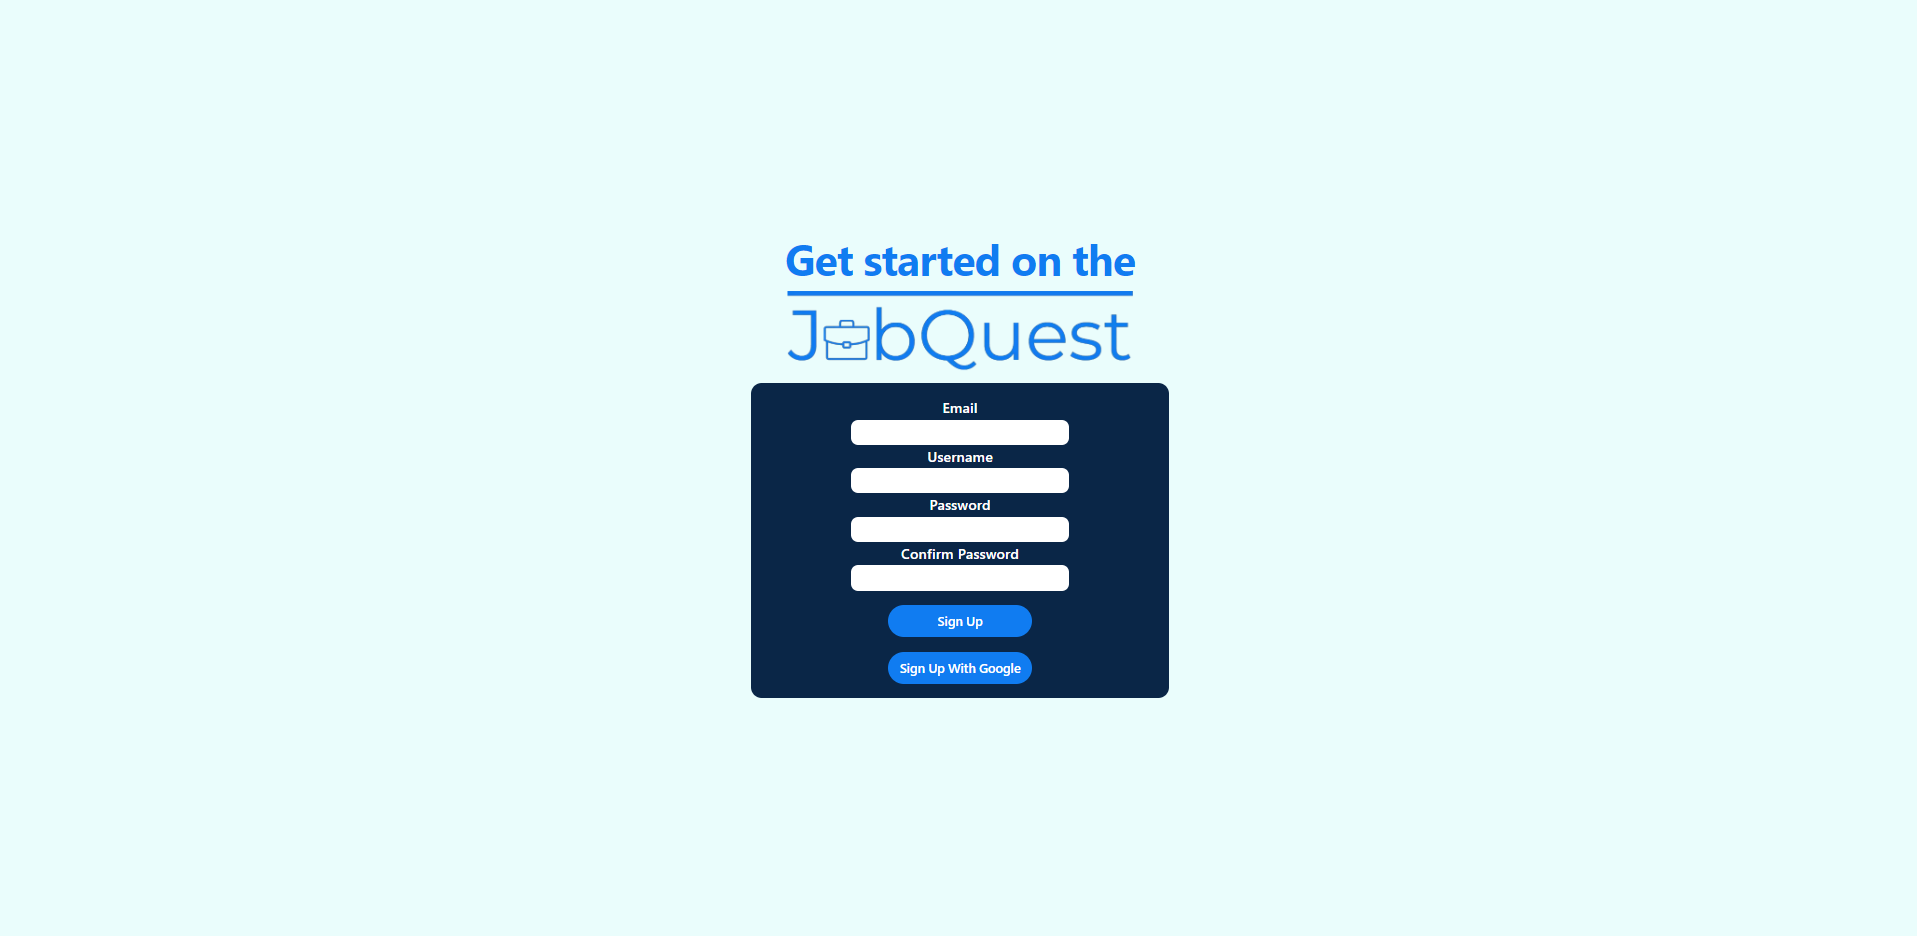 Get started on the
JobQuest
Email
Username
Password
Confirm Password
Sign Up
Sign Up With Google